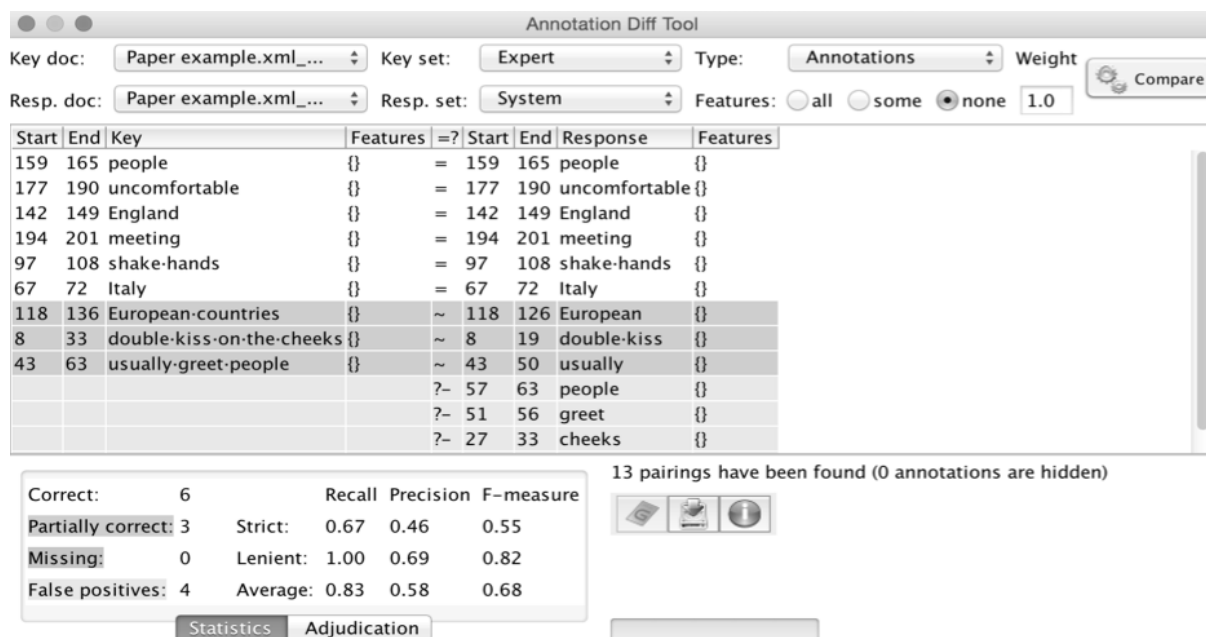 Annotation Diff Tool
Key doc: Paper example.xml_... Key set: Expert Type: Annotations Weight
Resp. doc: Paper example.xml_... Resp. set: System Features: all some none 1.0 Compare
Start End Key Features =? Start End Response Features
159 165 people {} = 159 165 people {}
177 190 uncomfortable {} = 177 190 uncomfortable {}
142 149 England {} = 142 149 England {}
194 201 meeting {} = 194 201 meeting {}
97 108 shake·hands {} = 97 108 shake·hands {}
67 72 Italy {} = 67 72 Italy {}
118 136 European·countries {} ~ 118 126 European {}
8 33 double·kiss·on·the·cheeks {} ~ 8 19 double·kiss {}
43 63 usually·greet·people {} ~ 43 50 usually {}
?- 57 63 people {}
?- 51 56 greet {}
?- 27 33 cheeks {}
13 pairings have been found (0 annotations are hidden)
Correct: 6 Recall Precision F-measure
Partially correct: 3 Strict: 0.67 0.46 0.55
Missing: 0 Lenient: 1.00 0.69 0.82
False positives: 4 Average: 0.83 0.58 0.68
Statistics Adjudication